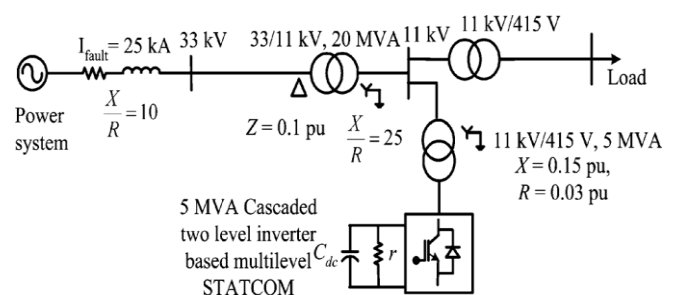 I_fault = 25 kA
33 kV
33/11 kV, 20 MVA
11 kV
11 kV/415 V
Power
system
X/R = 10
Δ
Z = 0.1 pu
X/R = 25
Load
11 kV/415 V, 5 MVA
X = 0.15 pu,
R = 0.03 pu
5 MVA Cascaded
two level inverter
based multilevel
STATCOM
C_dc
r